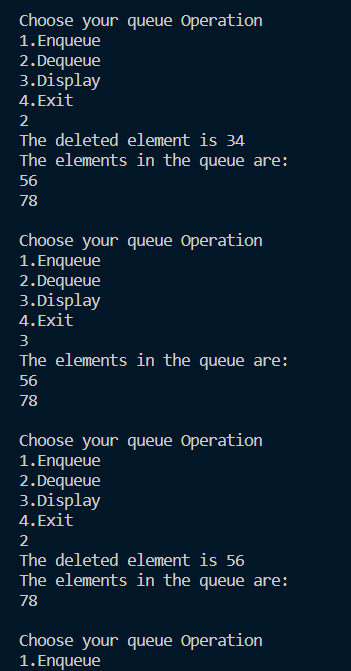 Choose your queue Operation
1.Enqueue
2.Dequeue
3.Display
4.Exit
2
The deleted element is 34
The elements in the queue are:
56
78
Choose your queue Operation
1.Enqueue
2.Dequeue
3.Display
4.Exit
3
The elements in the queue are:
56
78
Choose your queue Operation
1.Enqueue
2.Dequeue
3.Display
4.Exit
2
The deleted element is 56
The elements in the queue are:
78
Choose your queue Operation
1.Enqueue